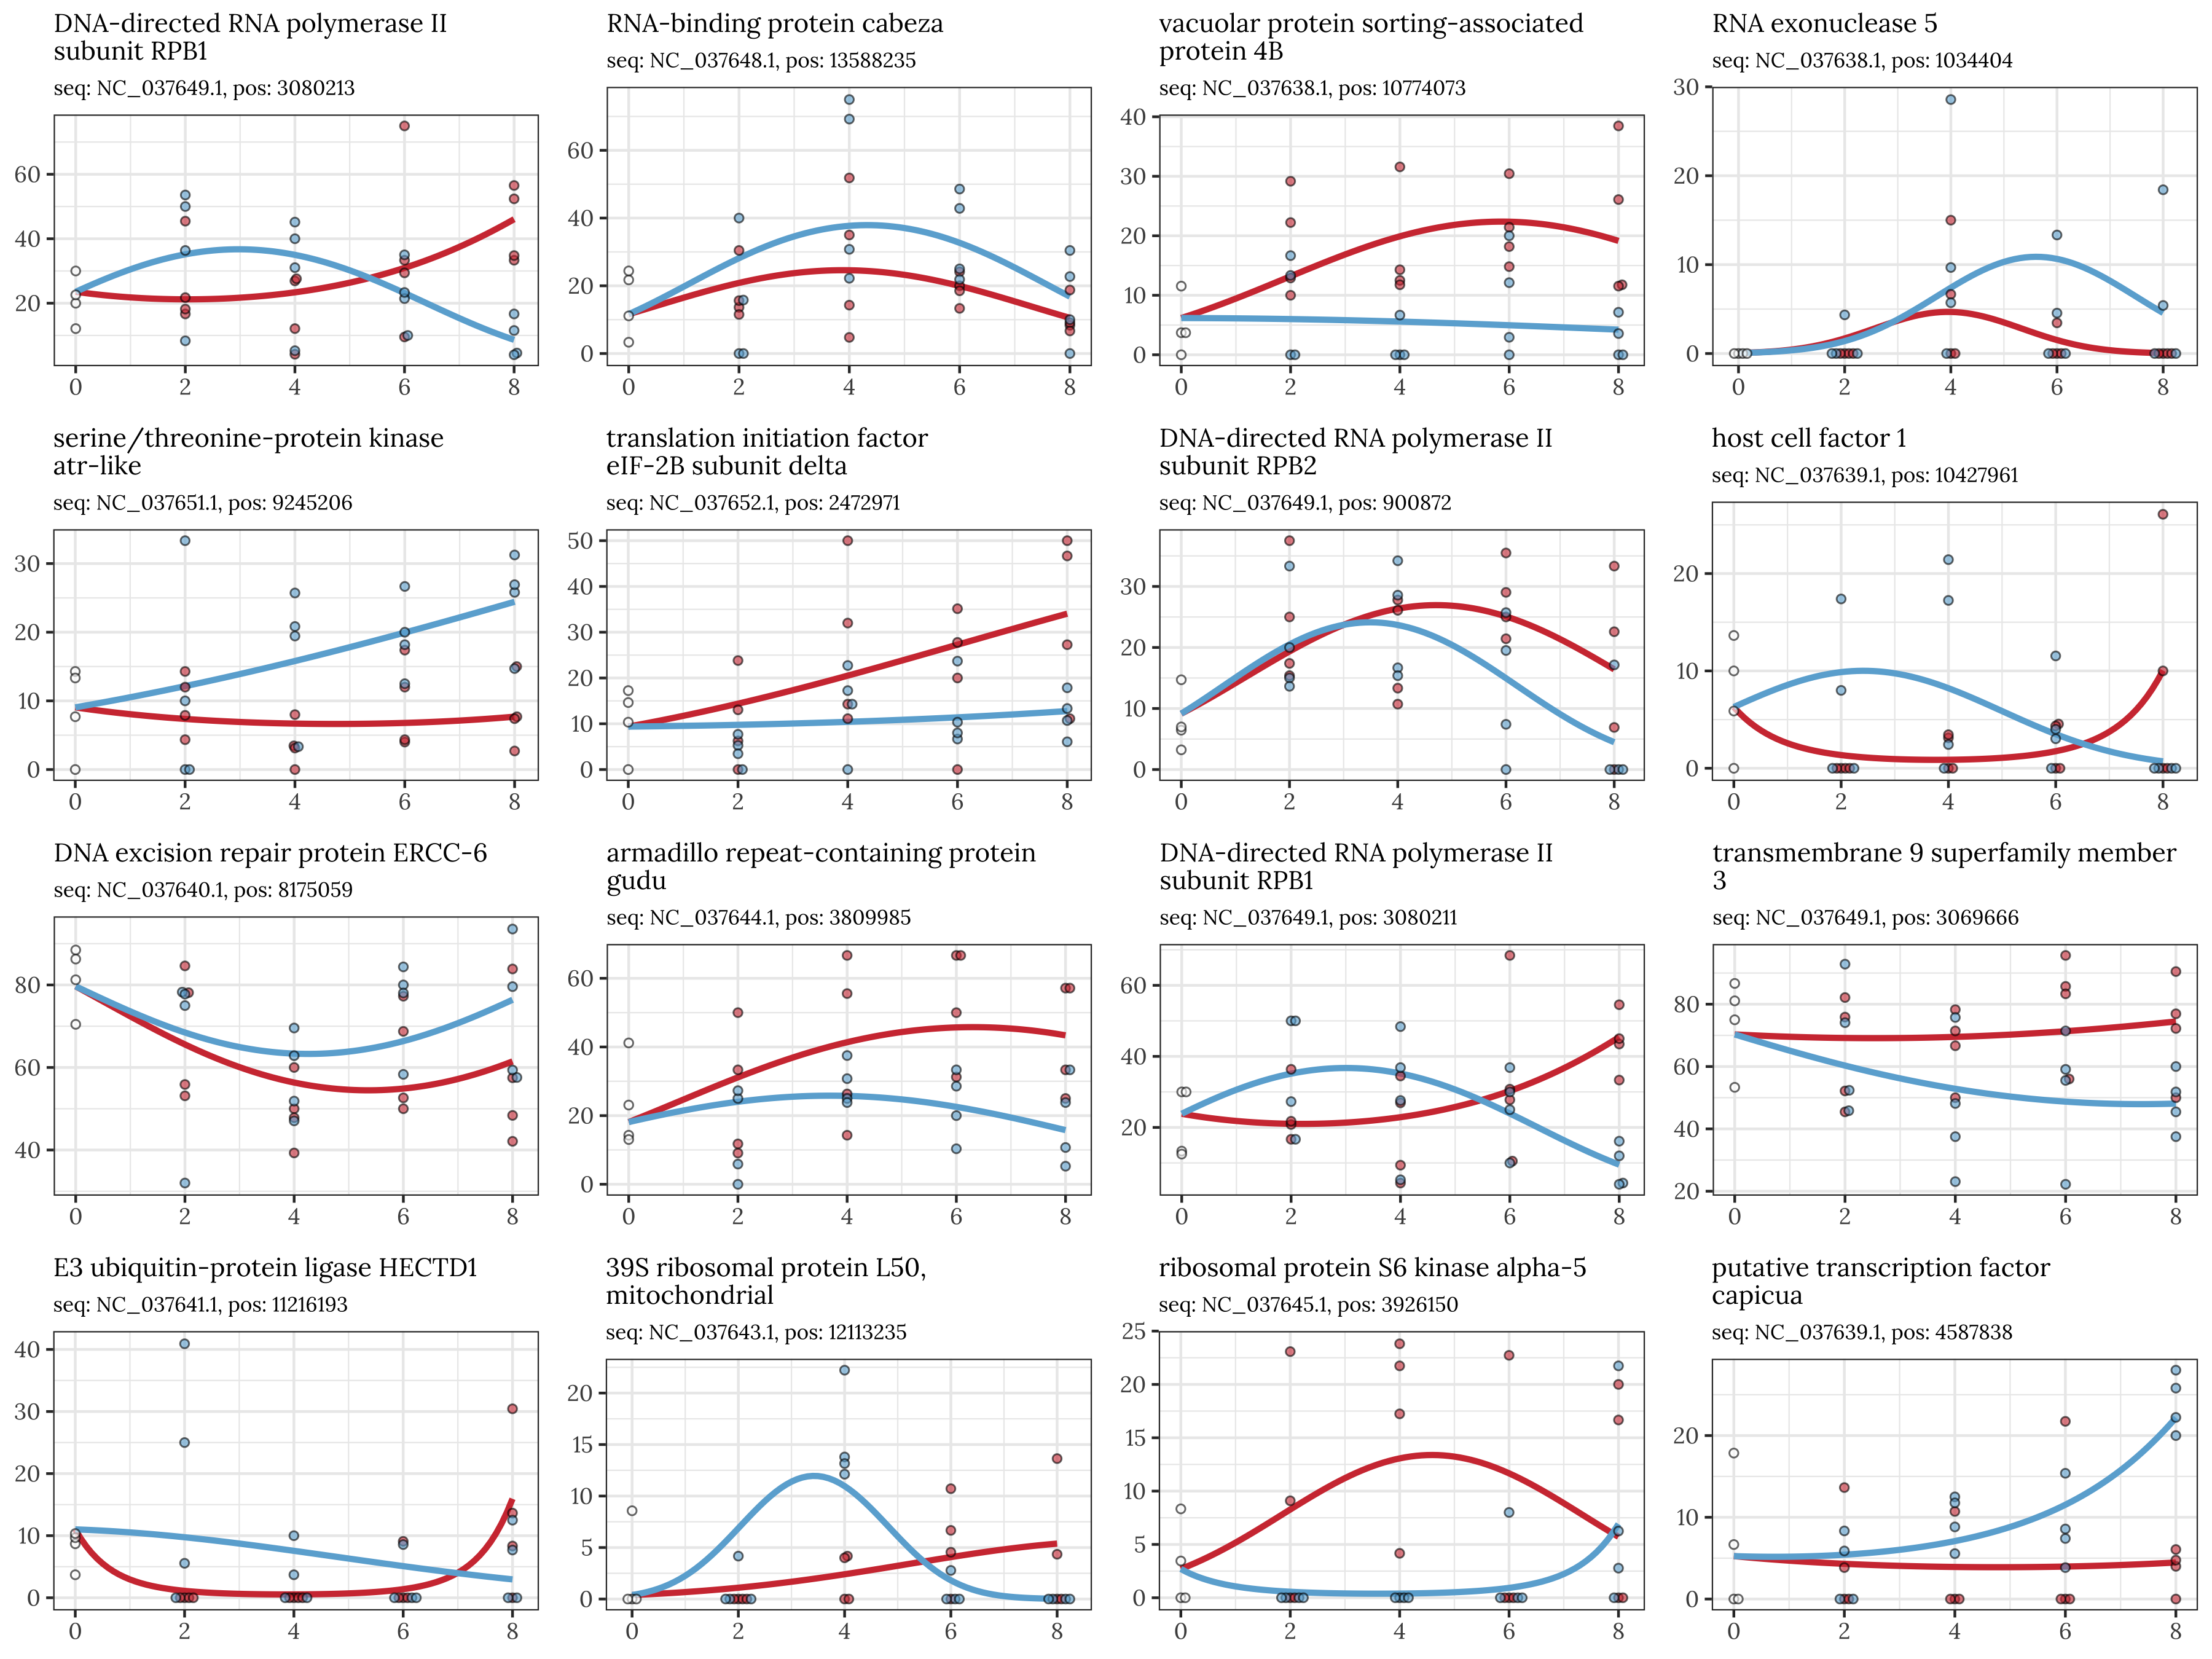 DNA-directed RNA polymerase II
subunit RPB1
seq: NC_037649.1, pos: 3080213
60
40
20
0 2 4 6 8
RNA-binding protein cabeza
seq: NC_037648.1, pos: 13588235
60
40
20
0
0 2 4 6 8
vacuolar protein sorting-associated
protein 4B
seq: NC_037638.1, pos: 10774073
40
30
20
10
0
0 2 4 6 8
RNA exonuclease 5
seq: NC_037638.1, pos: 1034404
30
20
10
0
0 2 4 6 8
serine/threonine-protein kinase
atr-like
seq: NC_037651.1, pos: 9245206
30
20
10
0
0 2 4 6 8
translation initiation factor
eIF-2B subunit delta
seq: NC_037652.1, pos: 2472971
50
40
30
20
10
0
0 2 4 6 8
DNA-directed RNA polymerase II
subunit RPB2
seq: NC_037649.1, pos: 900872
30
20
10
0
0 2 4 6 8
host cell factor 1
seq: NC_037639.1, pos: 10427961
20
10
0
0 2 4 6 8
DNA excision repair protein ERCC-6
seq: NC_037640.1, pos: 8175059
80
60
40
0 2 4 6 8
armadillo repeat-containing protein
gudu
seq: NC_037644.1, pos: 3809985
60
40
20
0
0 2 4 6 8
DNA-directed RNA polymerase II
subunit RPB1
seq: NC_037649.1, pos: 3080211
60
40
20
0 2 4 6 8
transmembrane 9 superfamily member
3
seq: NC_037649.1, pos: 3069666
80
60
40
20
0 2 4 6 8
E3 ubiquitin-protein ligase HECTD1
seq: NC_037641.1, pos: 11216193
40
30
20
10
0
0 2 4 6 8
39S ribosomal protein L50,
mitochondrial
seq: NC_037643.1, pos: 12113235
20
15
10
5
0
0 2 4 6 8
ribosomal protein S6 kinase alpha-5
seq: NC_037645.1, pos: 3926150
25
20
15
10
5
0
0 2 4 6 8
putative transcription factor
capicua
seq: NC_037639.1, pos: 4587838
20
10
0
0 2 4 6 8